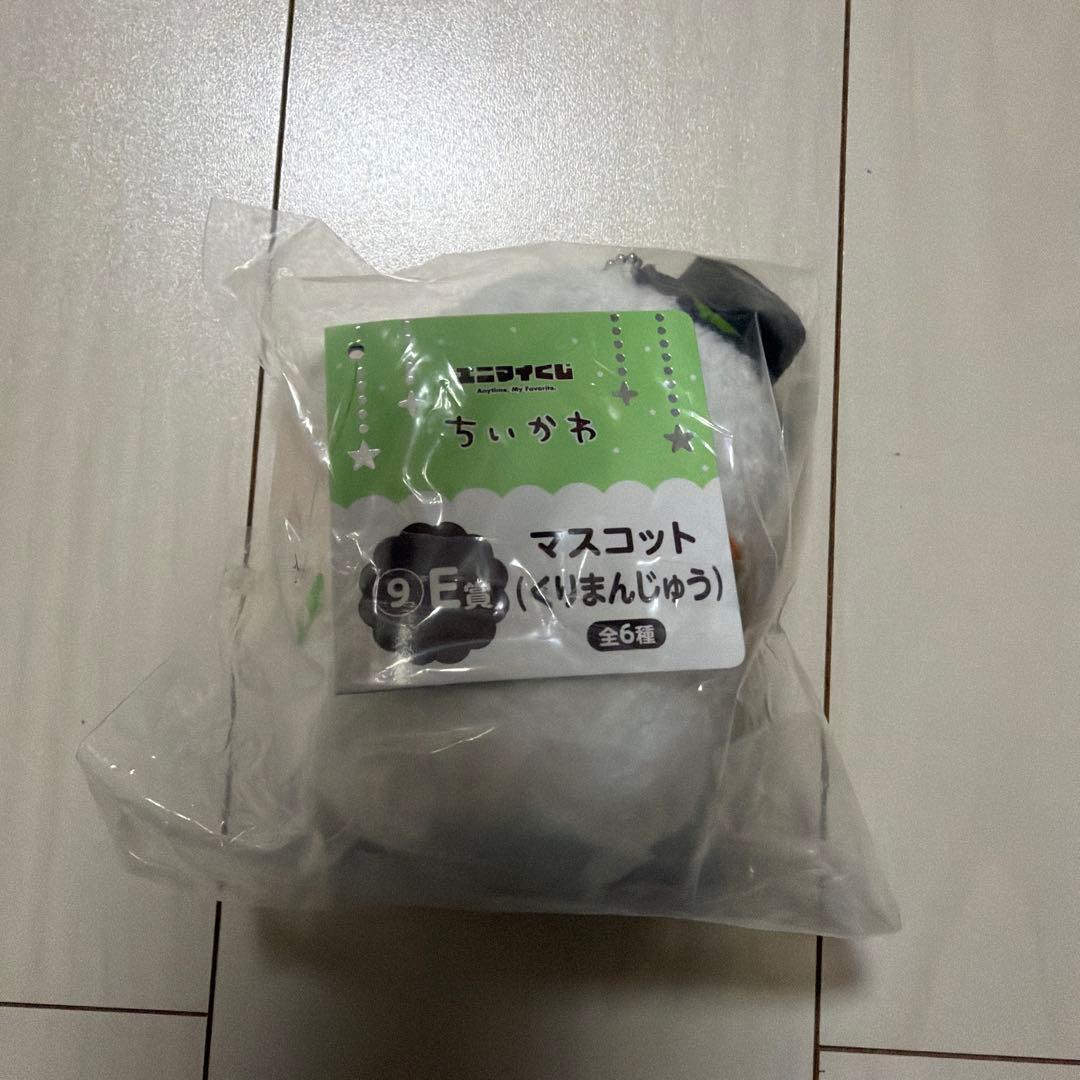 ユニマイくじ
Anytime, My Favorite.
ちいかわ
マスコット
⑨E賞
(くりまんじゅう)
全6種